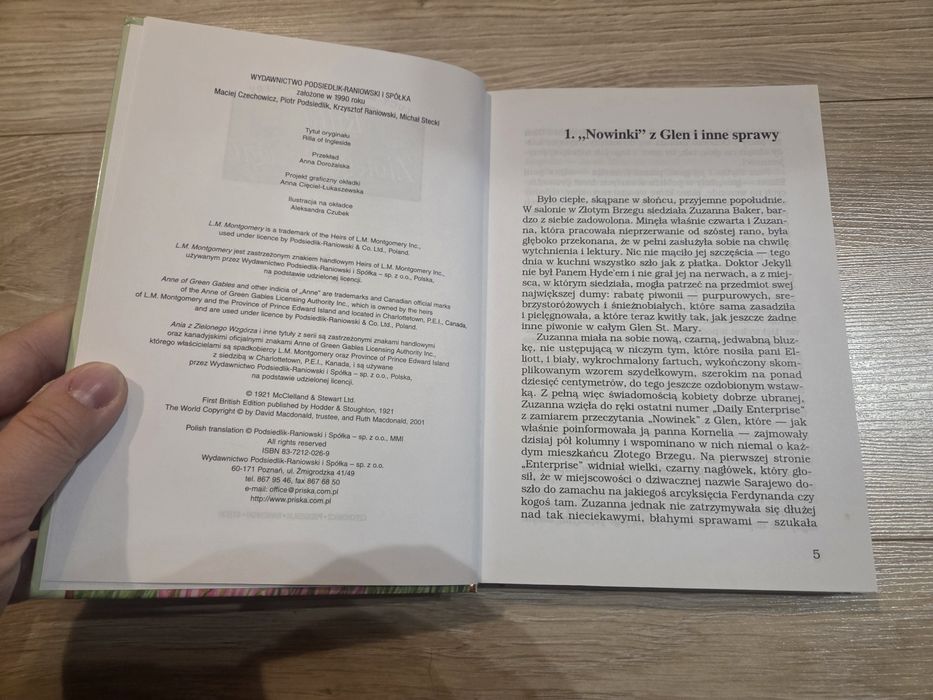 WYDAWNICTWO PODSIEDLIK-RANIOWSKI I SPÓŁKA
założone w 1990 roku
Maciej Czechowicz, Piotr Podsiedlik, Krzysztof Raniowski, Michał Stecki
Tytuł oryginału
Rilla of Ingleside
Przekład
Anna Dorożalska
Projekt graficzny okładki
Anna Cięciel-Łukaszewska
Ilustracja na okładce
Aleksandra Czubek
L.M. Montgomery is a trademark of the Heirs of L.M. Montgomery Inc.,
used under licence by Podsiedlik-Raniowski & Co. Ltd., Poland.
L.M. Montgomery jest zastrzeżonym znakiem handlowym Heirs of L.M. Montgomery Inc.,
używanym przez Wydawnictwo Podsiedlik-Raniowski i Spółka – sp. z o.o., Polska,
na podstawie udzielonej licencji.
Anne of Green Gables and other indicia of „Anne" are trademarks and Canadian official marks
of the Anne of Green Gables Licensing Authority Inc., which is owned by the heirs
of L.M. Montgomery and the Province of Prince Edward Island and located in Charlottetown, P.E.I., Canada,
and are used under licence by Podsiedlik-Raniowski & Co. Ltd., Poland.
Ania z Zielonego Wzgórza i inne tytuły z serii są zastrzeżonymi znakami handlowymi
oraz kanadyjskimi oficjalnymi znakami Anne of Green Gables Licensing Authority Inc.,
którego właścicielami są spadkobiercy L.M. Montgomery oraz Province of Prince Edward Island
z siedzibą w Charlottetown, P.E.I., Kanada, i są używane
przez Wydawnictwo Podsiedlik-Raniowski i Spółka – sp. z o.o., Polska,
na podstawie udzielonej licencji.
© 1921 McClelland & Stewart Ltd.
First British Edition published by Hodder & Stoughton, 1921
The World Copyright © by David Macdonald, trustee, and Ruth Macdonald, 2001
Polish translation © Podsiedlik-Raniowski i Spółka – sp. z o.o., MMI
All rights reserved
ISBN 83-7212-026-9
Wydawnictwo Podsiedlik-Raniowski i Spółka – sp. z o.o.
60-171 Poznań, ul. Żmigrodzka 41/49
tel. 867 95 46, fax 867 68 50
e-mail: office@priska.com.pl
http://www.priska.com.pl
1. „Nowinki” z Glen i inne sprawy
Było ciepłe, skąpane w słońcu, przyjemne popołudnie.
W salonie w Złotym Brzegu siedziała Zuzanna Baker, bar-
dzo z siebie zadowolona. Minęła właśnie czwarta i Zuzan-
na, która pracowała nieprzerwanie od szóstej rano, była
głęboko przekonana, że w pełni zasłużyła sobie na chwilę
wytchnienia i lektury. Nic nie mąciło jej szczęścia — tego
dnia w kuchni wszystko szło jak z płatka. Doktor Jekyll
nie był Panem Hyde'em i nie grał jej na nerwach, a z miej-
sca, w którym siedziała, mogła patrzeć na przedmiot swej
największej dumy: rabatę piwonii — purpurowych, sre-
brzystoróżowych i śnieżnobiałych, które sama zasadziła
i pielęgnowała, a które teraz kwitły tak, jak jeszcze żadne
inne piwonie w całym Glen St. Mary.
Zuzanna miała na sobie nową, czarną, jedwabną bluz-
kę, nie ustępującą w niczym tym, które nosiła pani El-
liott, i biały, wykrochmalony fartuch, wykończony skom-
plikowanym wzorem szydełkowym, szerokim na ponad
dziesięć centymetrów, do tego jeszcze ozdobionym wstaw-
ką. Z pełną więc świadomością kobiety dobrze ubranej,
Zuzanna wzięła do ręki ostatni numer „Daily Enterprise”
z zamiarem przeczytania „Nowinek” z Glen, które — jak
właśnie poinformowała ją panna Kornelia — zajmowały
dzisiaj pół kolumny i wspominano w nich niemal o każ-
dym mieszkańcu Złotego Brzegu. Na pierwszej stronie
„Enterprise” widniał wielki, czarny nagłówek, który gło-
sił, że w miejscowości o dziwacznej nazwie Sarajewo do-
szło do zamachu na jakiegoś arcyksięcia Ferdynanda czy
kogoś tam. Zuzanna jednak nie zatrzymywała się dłużej
nad tak nieciekawymi, błahymi sprawami — szukała
5